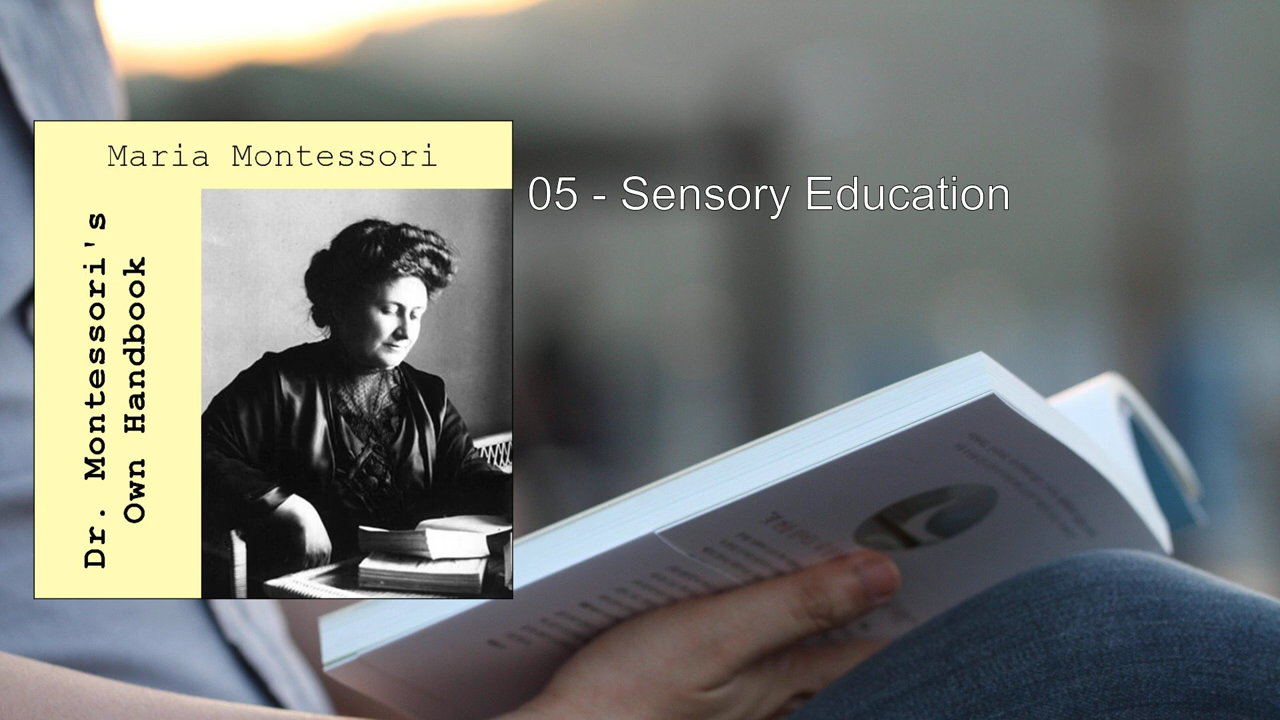 Maria Montessori
Dr. Montessori's
Own Handbook
05 - Sensory Education